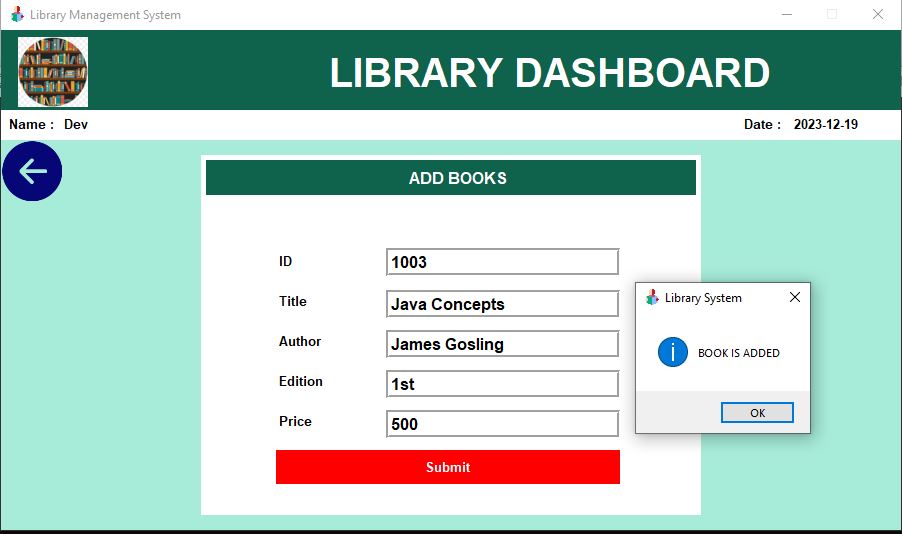 Library Management System
LIBRARY DASHBOARD
Name : Dev Date : 2023-12-19
ADD BOOKS
ID 1003
Title Java Concepts
Author James Gosling
Edition 1st
Price 500
Submit
Library System
BOOK IS ADDED
OK